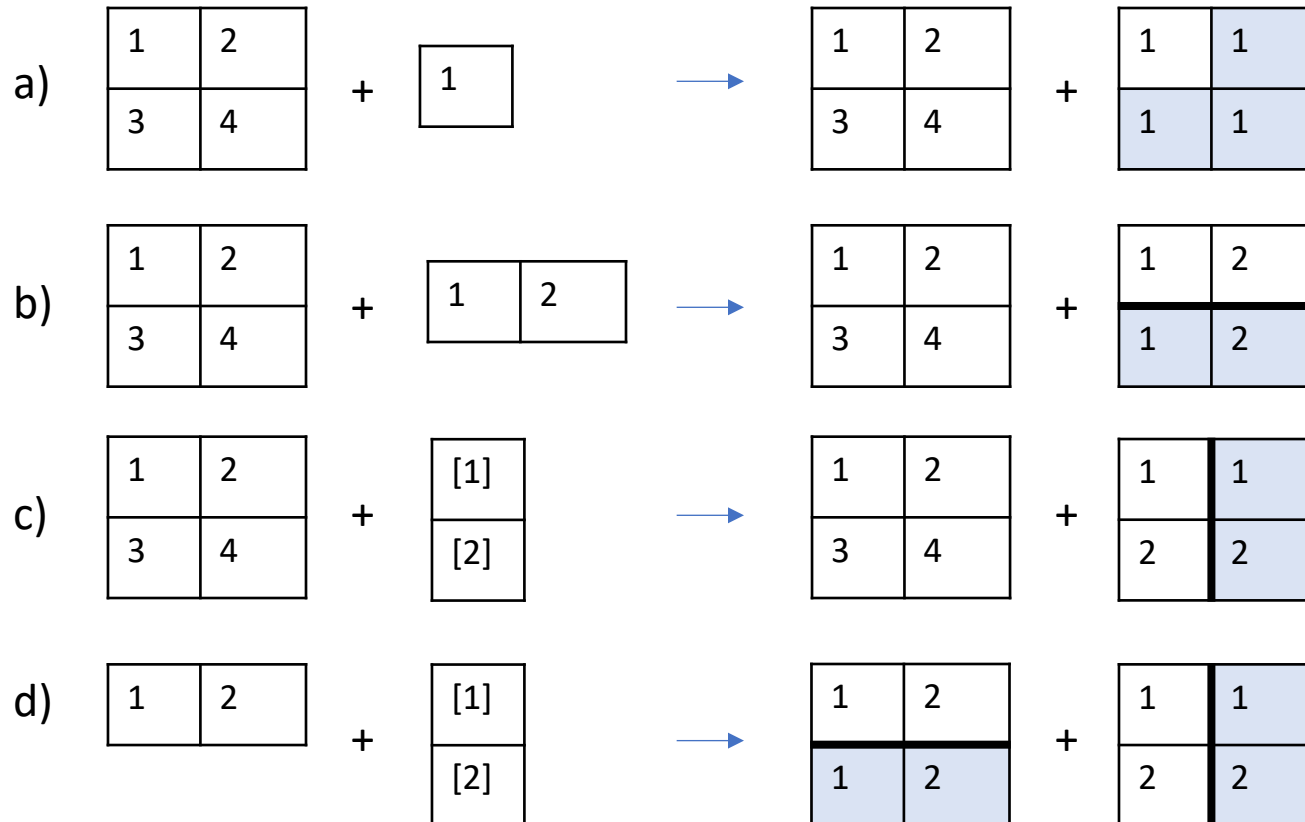 1 2 1 2 1 1
a) + 1 +
3 4 3 4 1 1
1 2 1 2 1 2
b) + 1 2 +
3 4 3 4 1 2
1 2 [1] 1 2 1 1
c) + +
3 4 [2] 3 4 2 2
d) 1 2 [1] 1 2 1 1
+ +
[2] 1 2 2 2